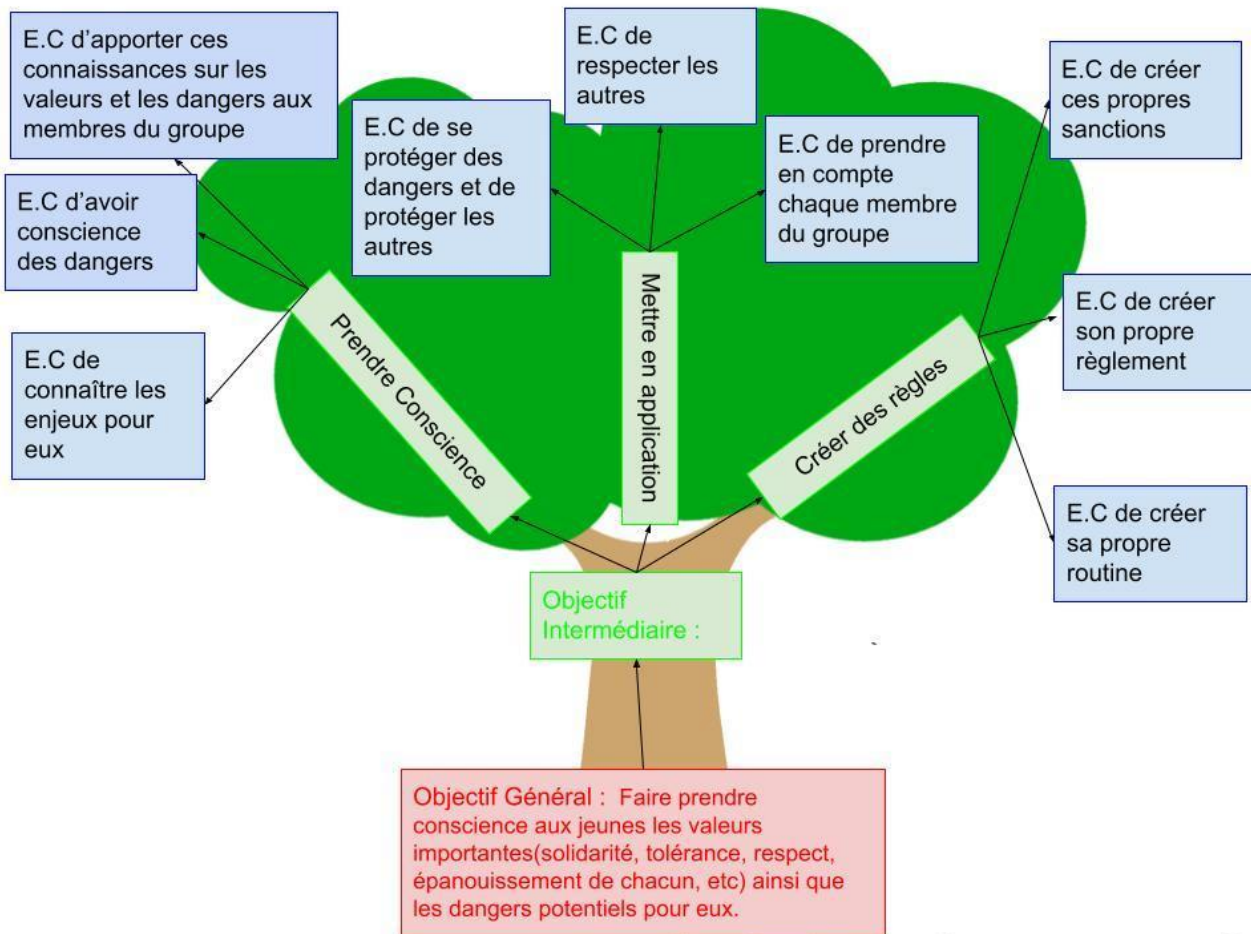 E.C d’apporter ces
connaissances sur les
valeurs et les dangers aux
membres du groupe
E.C d’avoir
conscience
des dangers
E.C de
connaître les
enjeux pour
eux
E.C de se
protéger des
dangers et de
protéger les
autres
E.C de
respecter les
autres
E.C de prendre
en compte
chaque membre
du groupe
E.C de créer
ces propres
sanctions
E.C de créer
son propre
règlement
E.C de créer
sa propre
routine
Prendre Conscience
Mettre en application
Créer des règles
Objectif
Intermédiaire :
Objectif Général : Faire prendre
conscience aux jeunes les valeurs
importantes(solidarité, tolérance, respect,
épanouissement de chacun, etc) ainsi que
les dangers potentiels pour eux.